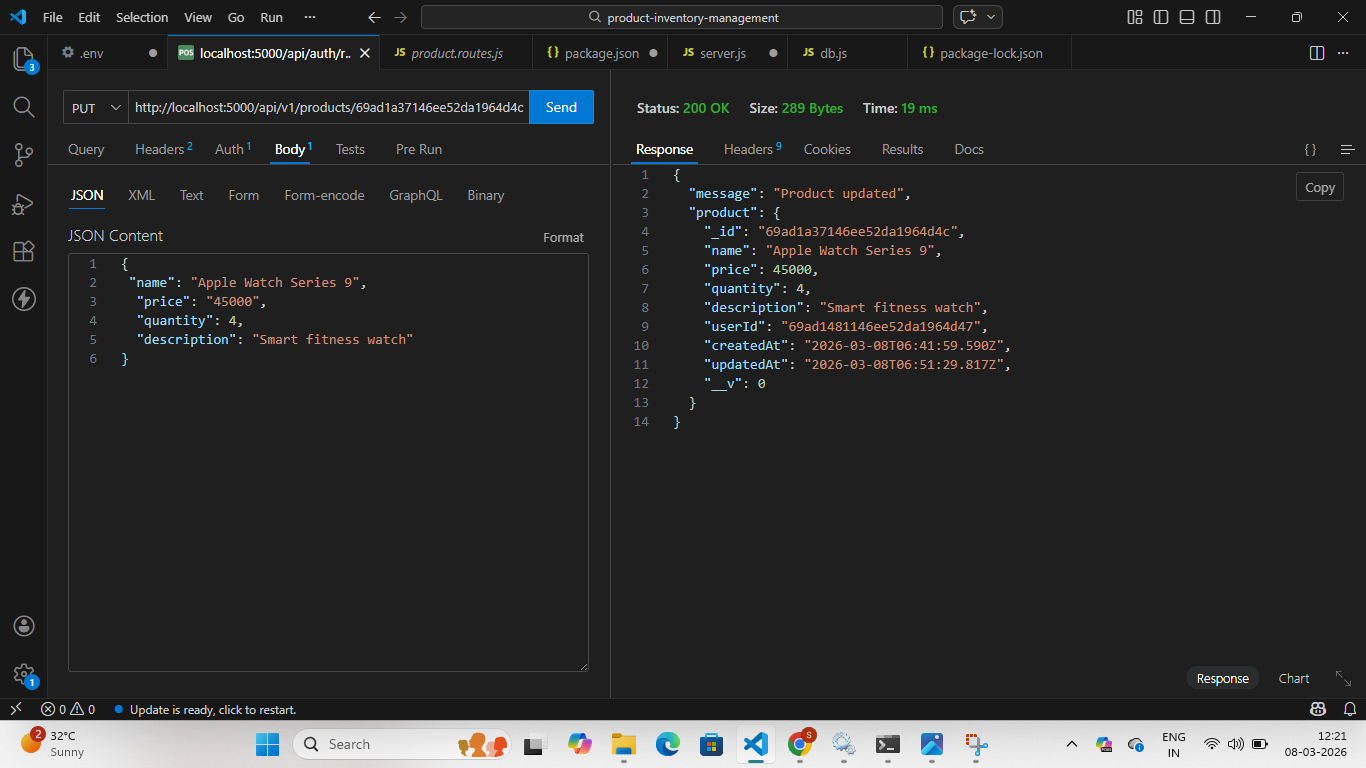 File Edit Selection View Go Run ··· product-inventory-management
3
.env
POS localhost:5000/api/auth/r...
JS product.routes.js
{} package.json
JS server.js
JS db.js
{} package-lock.json
PUT http://localhost:5000/api/v1/products/69ad1a37146ee52da1964d4c Send
Query Headers 2 Auth 1 Body 1 Tests Pre Run
JSON XML Text Form Form-encode GraphQL Binary
JSON Content Format
1 {
2 "name": "Apple Watch Series 9",
3 "price": "45000",
4 "quantity": 4,
5 "description": "Smart fitness watch"
6 }
Status: 200 OK Size: 289 Bytes Time: 19 ms
Response Headers 9 Cookies Results Docs {}
Copy
1 {
2 "message": "Product updated",
3 "product": {
4 "_id": "69ad1a37146ee52da1964d4c",
5 "name": "Apple Watch Series 9",
6 "price": 45000,
7 "quantity": 4,
8 "description": "Smart fitness watch",
9 "userId": "69ad1481146ee52da1964d47",
10 "createdAt": "2026-03-08T06:41:59.590Z",
11 "updatedAt": "2026-03-08T06:51:29.817Z",
12 "__v": 0
13 }
14 }
Response Chart
1
0 0 Update is ready, click to restart.
2
32°C
Sunny
Search
S
ENG
IN
12:21
08-03-2026